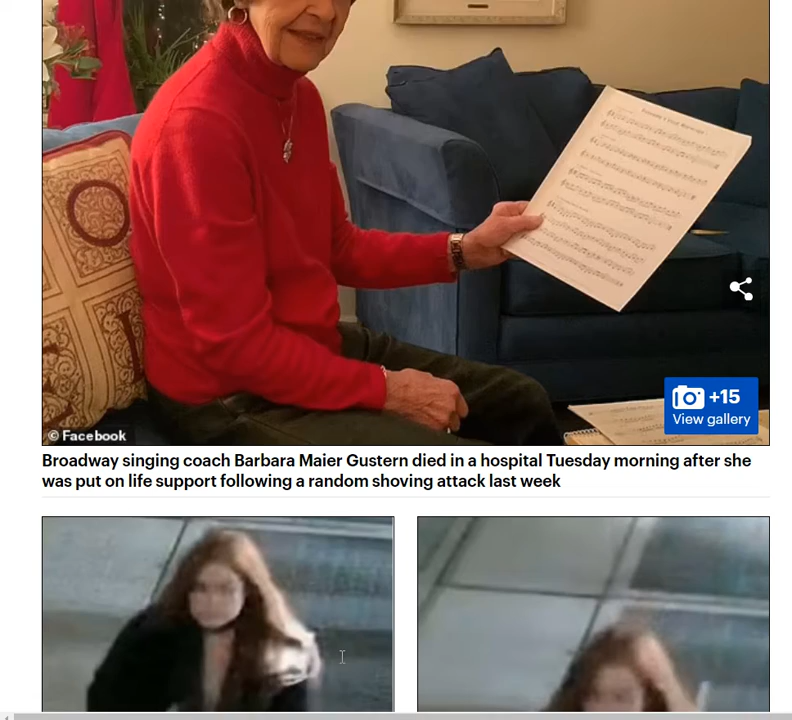 +15
View gallery
© Facebook
Broadway singing coach Barbara Maier Gustern died in a hospital Tuesday morning after she
was put on life support following a random shoving attack last week